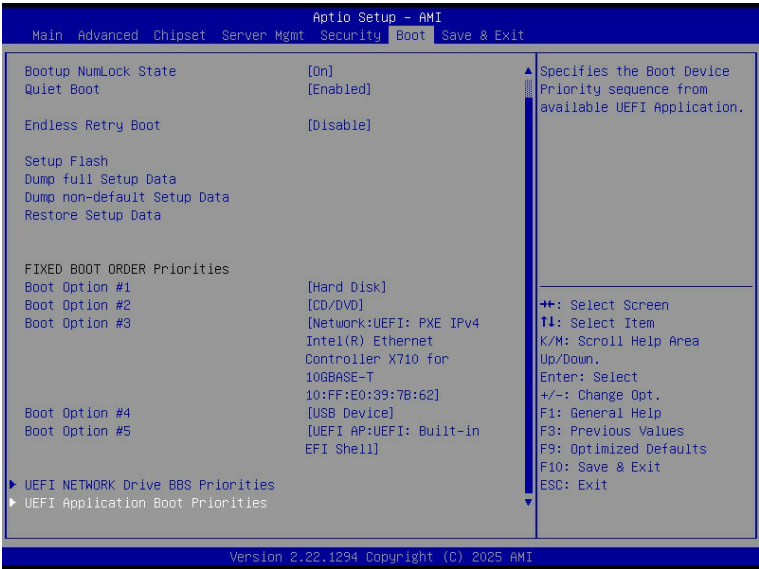 Aptio Setup – AMI
Main Advanced Chipset Server Mgmt Security Boot Save & Exit
Bootup NumLock State [On]
Quiet Boot [Enabled]
Endless Retry Boot [Disable]
Setup Flash
Dump full Setup Data
Dump non-default Setup Data
Restore Setup Data
FIXED BOOT ORDER Priorities
Boot Option #1 [Hard Disk]
Boot Option #2 [CD/DVD]
Boot Option #3 [Network:UEFI: PXE IPv4
Intel(R) Ethernet
Controller X710 for
10GBASE-T
10:FF:E0:39:7B:62]
Boot Option #4 [USB Device]
Boot Option #5 [UEFI AP:UEFI: Built-in
EFI Shell]
UEFI NETWORK Drive BBS Priorities
UEFI Application Boot Priorities
Specifies the Boot Device
Priority sequence from
available UEFI Application.
→←: Select Screen
↑↓: Select Item
K/M: Scroll Help Area
Up/Down.
Enter: Select
+/-: Change Opt.
F1: General Help
F3: Previous Values
F9: Optimized Defaults
F10: Save & Exit
ESC: Exit
Version 2.22.1294 Copyright (C) 2025 AMI